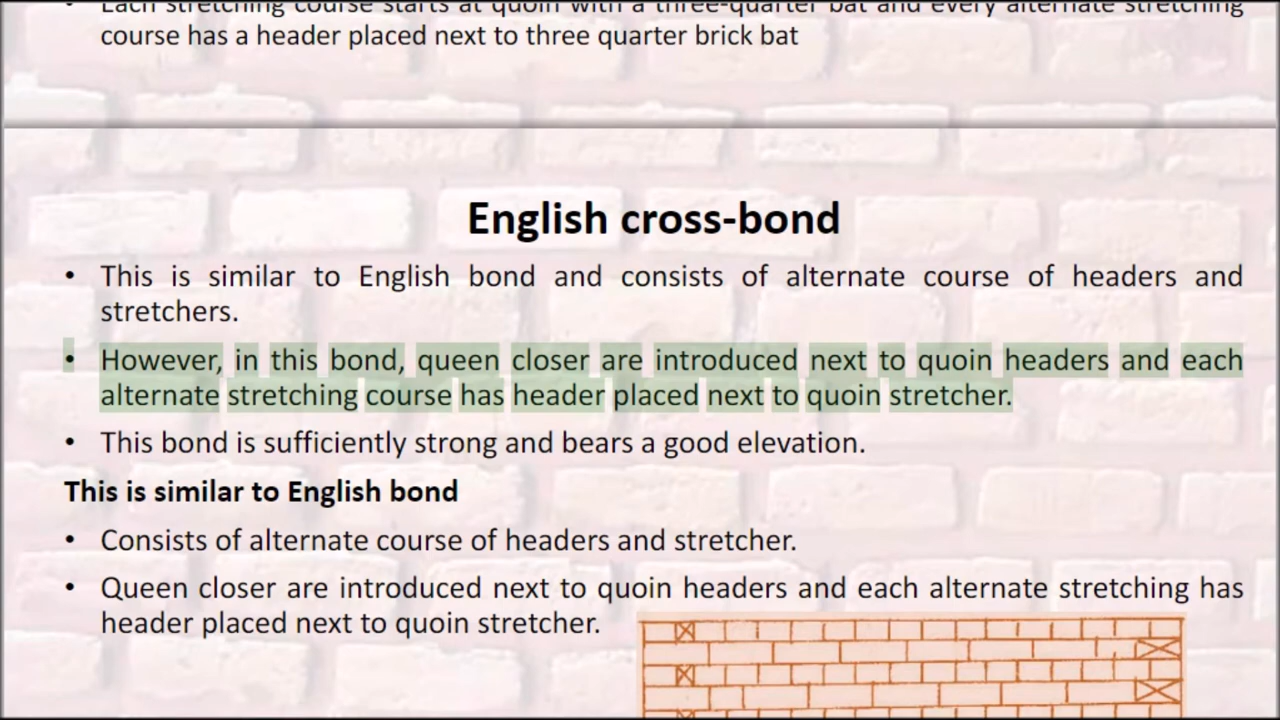 • Each stretching course starts at quoin with a three-quarter bat and every alternate stretching
course has a header placed next to three quarter brick bat
English cross-bond
• This is similar to English bond and consists of alternate course of headers and
stretchers.
• However, in this bond, queen closer are introduced next to quoin headers and each
alternate stretching course has header placed next to quoin stretcher.
• This bond is sufficiently strong and bears a good elevation.
This is similar to English bond
• Consists of alternate course of headers and stretcher.
• Queen closer are introduced next to quoin headers and each alternate stretching has
header placed next to quoin stretcher.